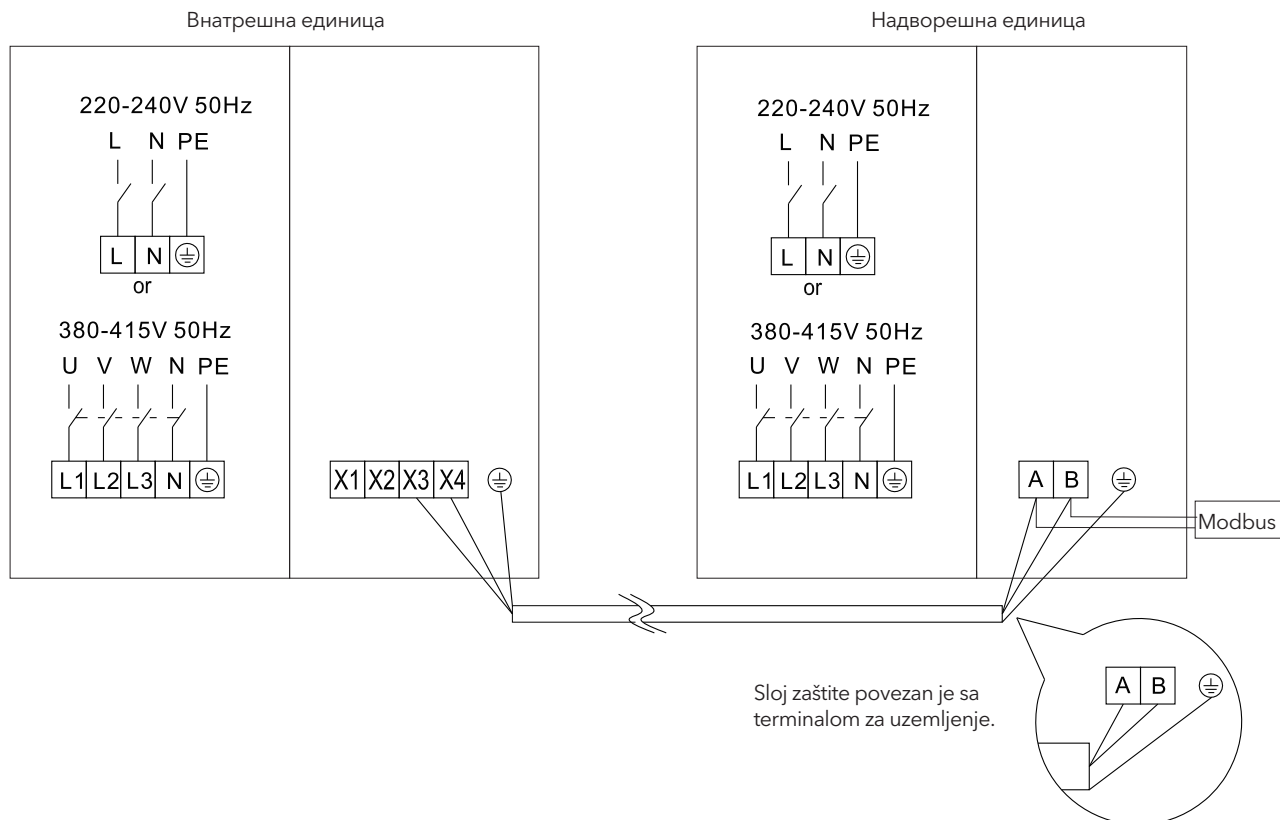 Внатрешна единица
220-240V 50Hz
L N PE
L N
or
380-415V 50Hz
U V W N PE
L1 L2 L3 N
X1 X2 X3 X4
Надворешна единица
220-240V 50Hz
L N PE
L N
or
380-415V 50Hz
U V W N PE
L1 L2 L3 N
A B
Modbus
Sloj zaštite povezan je sa
terminalom za uzemljenje.
A B